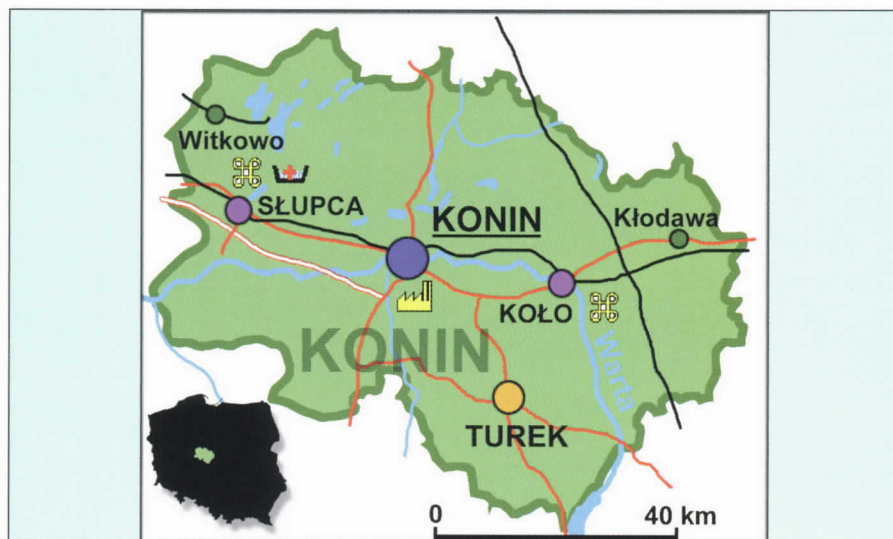 Witkowo
SŁUPCA
KONIN
Kłodawa
KOŁO
KONIN
Warta
TUREK
0 40 km